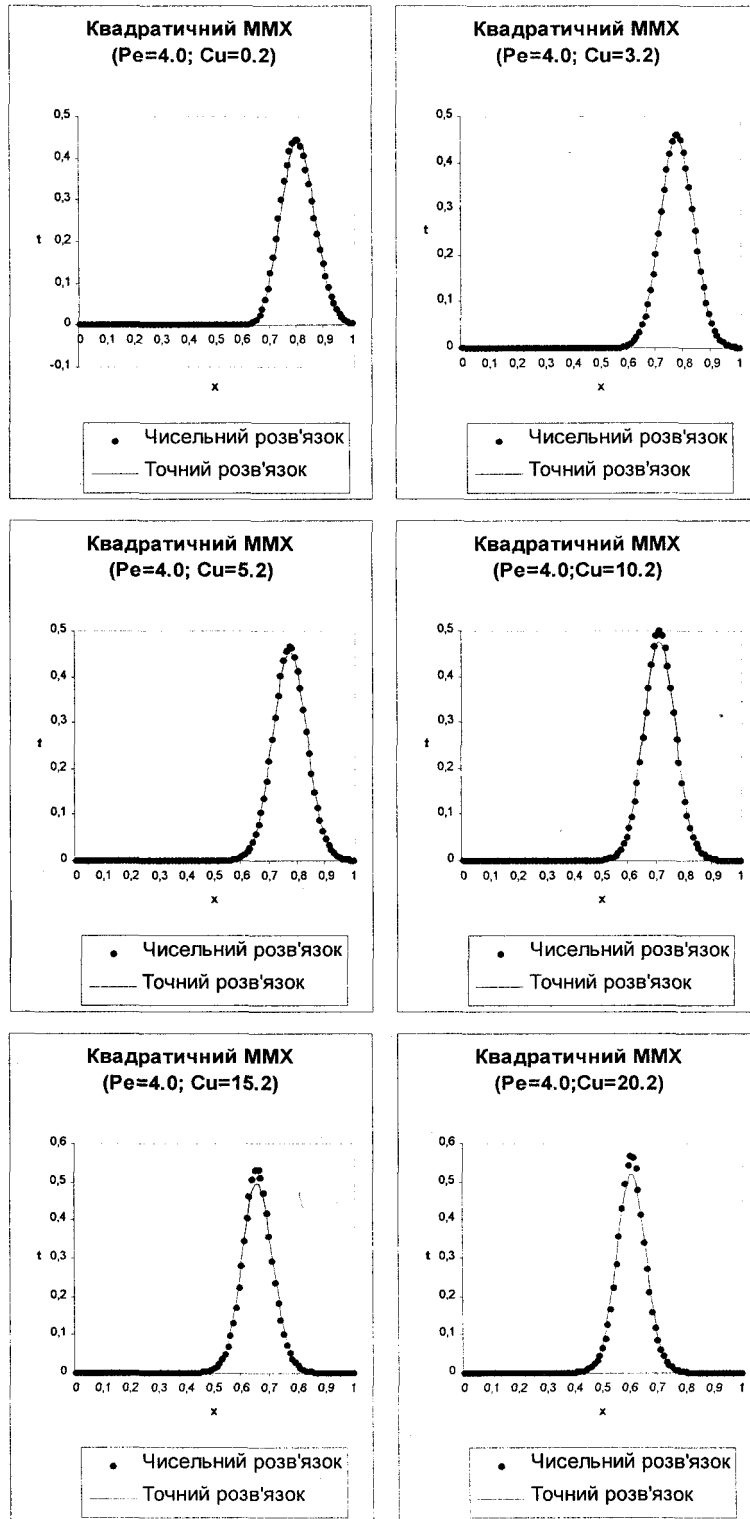 Квадратичний ММХ
(Pe=4.0; Cu=0.2)
0,5
0,4
0,3
t
0,2
0,1
0
0 0,1 0,2 0,3 0,4 0,5 0,6 0,7 0,8 0,9 1
-0,1
x
Чисельний розв'язок
Точний розв'язок
Квадратичний ММХ
(Pe=4.0; Cu=3.2)
0,5
0,4
0,3
t
0,2
0,1
0
0 0,1 0,2 0,3 0,4 0,5 0,6 0,7 0,8 0,9 1
x
Чисельний розв'язок
Точний розв'язок
Квадратичний ММХ
(Pe=4.0; Cu=5.2)
0,5
0,4
0,3
t
0,2
0,1
0
0 0,1 0,2 0,3 0,4 0,5 0,6 0,7 0,8 0,9 1
x
Чисельний розв'язок
Точний розв'язок
Квадратичний ММХ
(Pe=4.0;Cu=10.2)
0,5
0,4
0,3
t
0,2
0,1
0
0 0,1 0,2 0,3 0,4 0,5 0,6 0,7 0,8 0,9 1
x
Чисельний розв'язок
Точний розв'язок
Квадратичний ММХ
(Pe=4.0; Cu=15.2)
0,6
0,5
0,4
t 0,3
0,2
0,1
0
0 0,1 0,2 0,3 0,4 0,5 0,6 0,7 0,8 0,9 1
x
Чисельний розв'язок
Точний розв'язок
Квадратичний ММХ
(Pe=4.0;Cu=20.2)
0,6
0,5
0,4
t 0,3
0,2
0,1
0
0 0,1 0,2 0,3 0,4 0,5 0,6 0,7 0,8 0,9 1
x
Чисельний розв'язок
Точний розв'язок